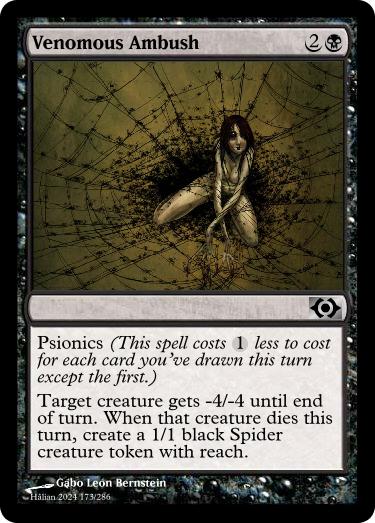 Venomous Ambush 2
Psionics (This spell costs 1 less to cost
for each card you've drawn this turn
except the first.)
Target creature gets -4/-4 until end
of turn. When that creature dies this
turn, create a 1/1 black Spider
creature token with reach.
Gabo León Bernstein
Hálian 2024 173/286